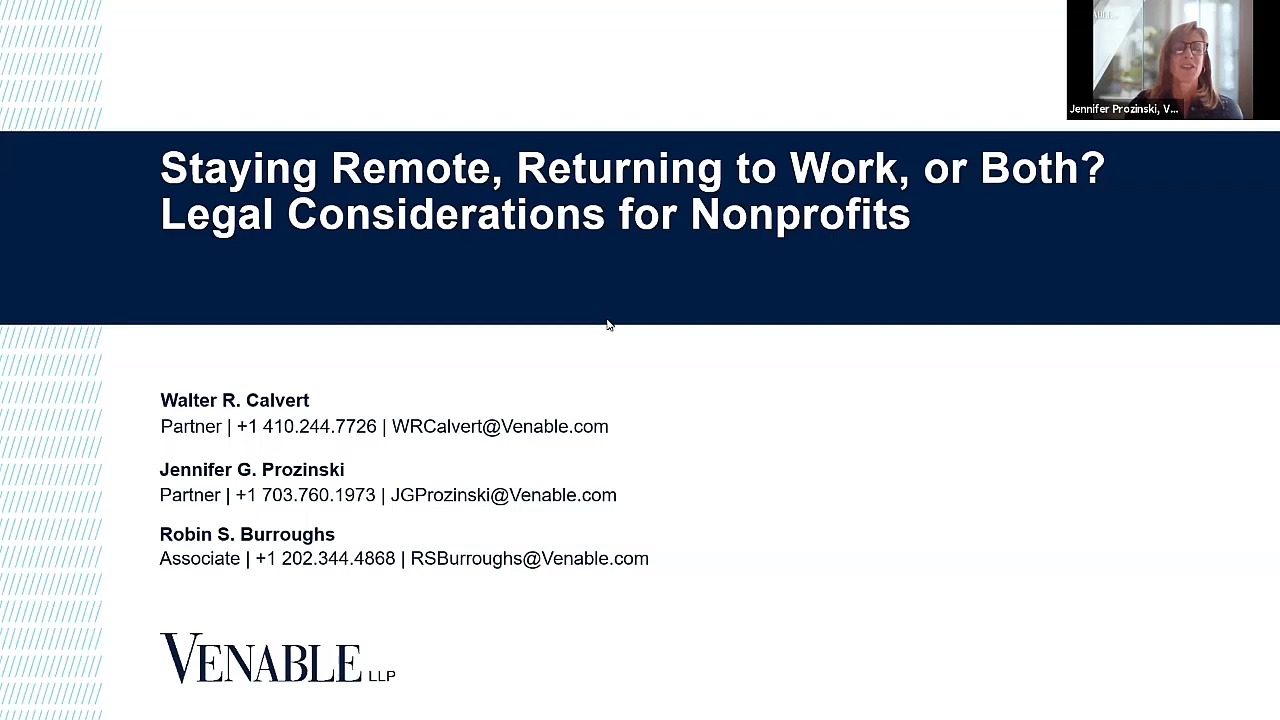 Jennifer Prozinski, V...
Staying Remote, Returning to Work, or Both?
Legal Considerations for Nonprofits
Walter R. Calvert
Partner | +1 410.244.7726 | WRCalvert@Venable.com
Jennifer G. Prozinski
Partner | +1 703.760.1973 | JGProzinski@Venable.com
Robin S. Burroughs
Associate | +1 202.344.4868 | RSBurroughs@Venable.com
VENABLE LLP